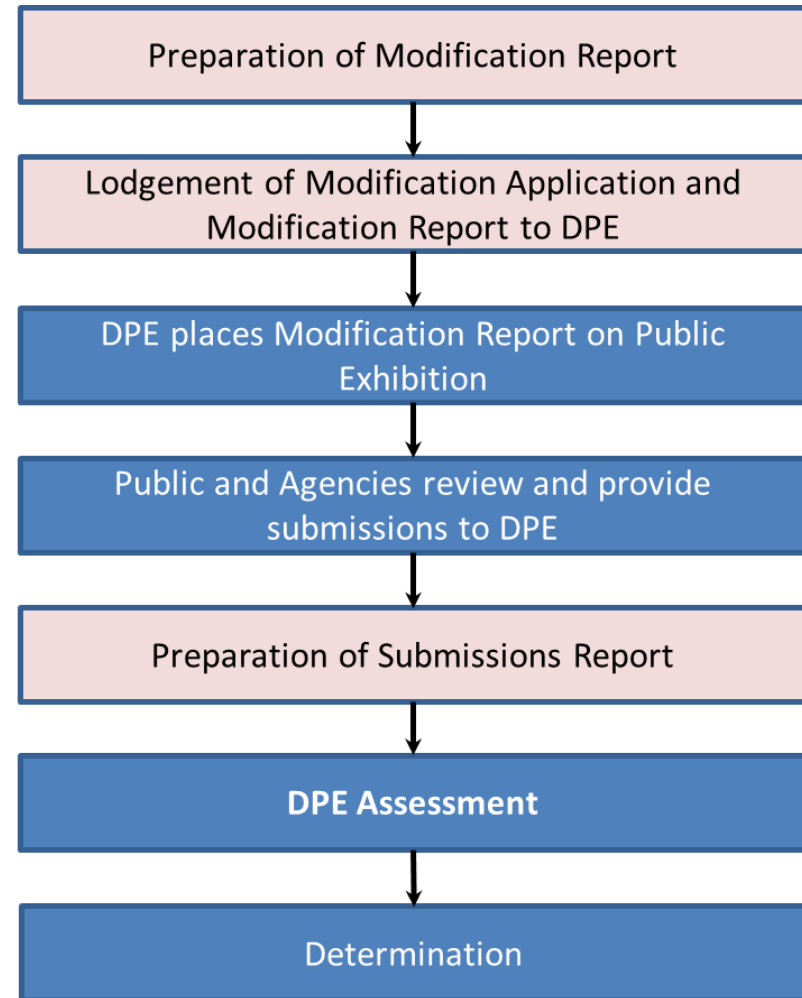 Preparation of Modification Report
Lodgement of Modification Application and
Modification Report to DPE
DPE places Modification Report on Public
Exhibition
Public and Agencies review and provide
submissions to DPE
Preparation of Submissions Report
DPE Assessment
Determination